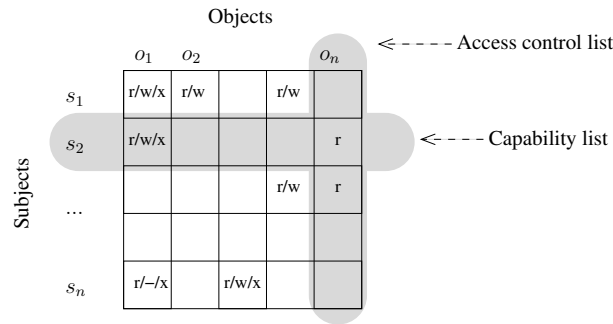 Objects
Access control list
o₁ o₂ oₙ
s₁ r/w/x r/w r/w
s₂ r/w/x r
Capability list
Subjects
... r/w r
sₙ r/–/x r/w/x